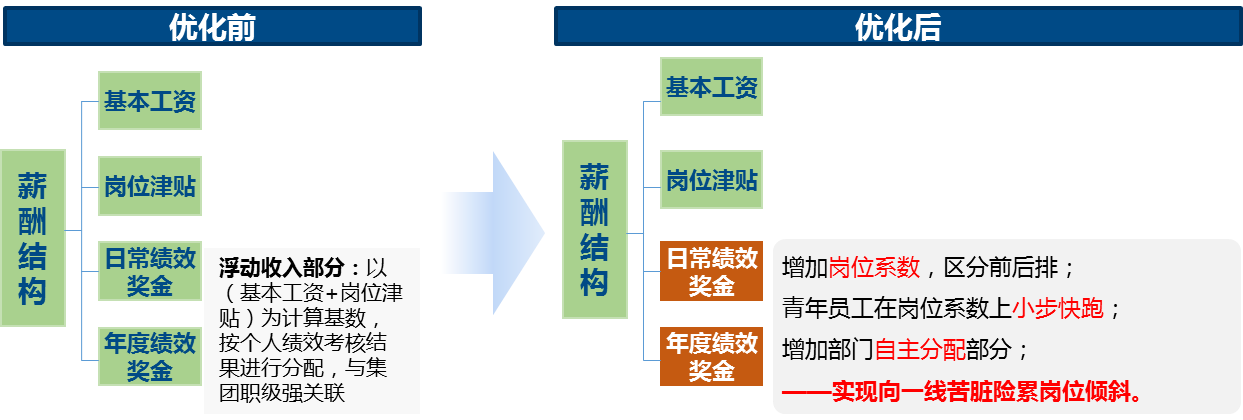 优化前
薪酬结构
基本工资
岗位津贴
日常绩效
奖金
年度绩效
奖金
浮动收入部分：以
（基本工资+岗位津
贴）为计算基数，
按个人绩效考核结
果进行分配，与集
团职级强关联
优化后
薪酬结构
基本工资
岗位津贴
日常绩效
奖金
年度绩效
奖金
增加岗位系数，区分前后排；
青年员工在岗位系数上小步快跑；
增加部门自主分配部分；
——实现向一线苦脏险累岗位倾斜。